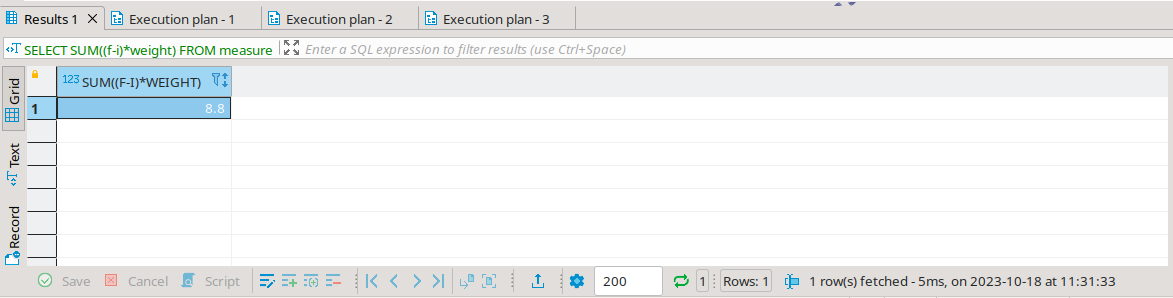 Results 1
Execution plan - 1
Execution plan - 2
Execution plan - 3
SELECT SUM((f-i)*weight) FROM measure
Enter a SQL expression to filter results (use Ctrl+Space)
Grid
Text
Record
123 SUM((F-I)*WEIGHT)
1
8.8
Save
Cancel
Script
200
1
Rows: 1
1 row(s) fetched - 5ms, on 2023-10-18 at 11:31:33